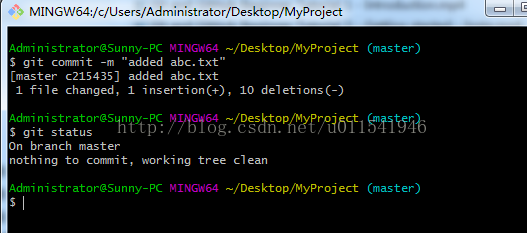 MINGW64:/c/Users/Administrator/Desktop/MyProject
Administrator@Sunny-PC MINGW64 ~/Desktop/MyProject (master)
$ git commit -m "added abc.txt"
[master c215435] added abc.txt
 1 file changed, 1 insertion(+), 10 deletions(-)
Administrator@Sunny-PC MINGW64 ~/Desktop/MyProject (master)
$ git status
http://blog.csdn.net/u011541946
On branch master
nothing to commit, working tree clean
Administrator@Sunny-PC MINGW64 ~/Desktop/MyProject (master)
$